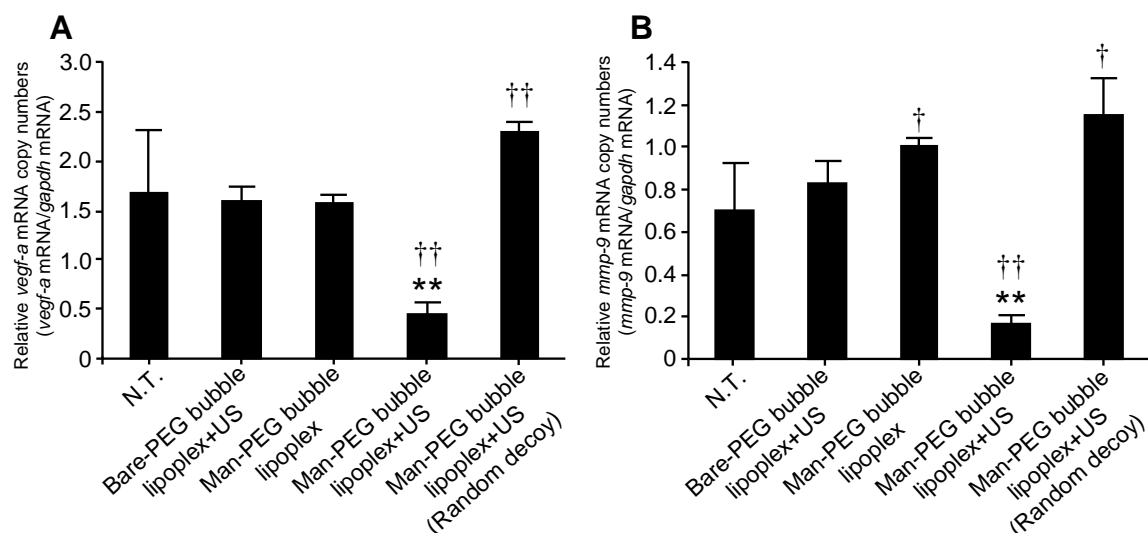 A
Relative vegf-a mRNA copy numbers
(vegf-a mRNA/gapdh mRNA)
3.0
2.5
2.0
1.5
1.0
0.5
0
††
**
††
N.T.
Bare-PEG bubble
lipoplex+US
Man-PEG bubble
lipoplex
Man-PEG bubble
lipoplex+US
Man-PEG bubble
lipoplex+US
(Random decoy)
B
Relative mmp-9 mRNA copy numbers
(mmp-9 mRNA/gapdh mRNA)
1.4
1.2
1.0
0.8
0.6
0.4
0.2
0
†
††
**
†
N.T.
Bare-PEG bubble
lipoplex+US
Man-PEG bubble
lipoplex
Man-PEG bubble
lipoplex+US
Man-PEG bubble
lipoplex+US
(Random decoy)